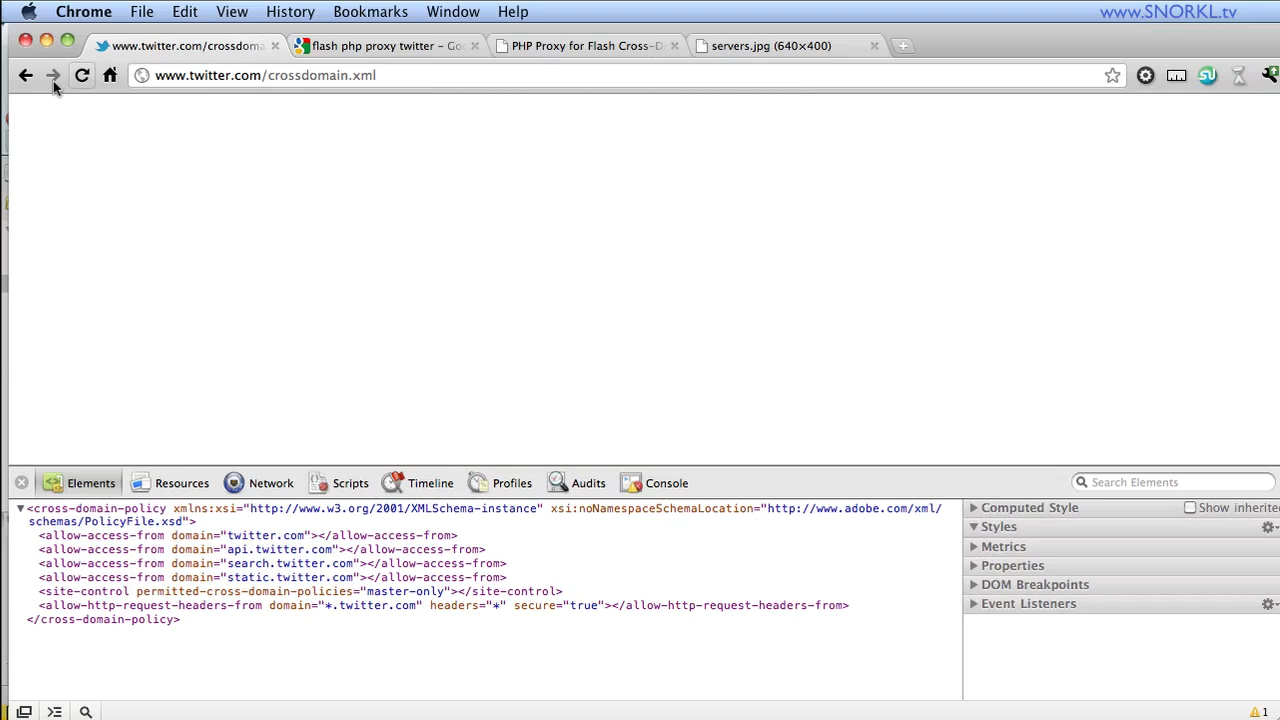 Chrome File Edit View History Bookmarks Window Help www.SNORKL.tv
www.twitter.com/crossdoma flash php proxy twitter – Go PHP Proxy for Flash Cross-D servers.jpg (640×400)
www.twitter.com/crossdomain.xml
Elements Resources Network Scripts Timeline Profiles Audits Console Search Elements
<cross-domain-policy xmlns:xsi="http://www.w3.org/2001/XMLSchema-instance" xsi:noNamespaceSchemaLocation="http://www.adobe.com/xml/
schemas/PolicyFile.xsd">
<allow-access-from domain="twitter.com"></allow-access-from>
<allow-access-from domain="api.twitter.com"></allow-access-from>
<allow-access-from domain="search.twitter.com"></allow-access-from>
<allow-access-from domain="static.twitter.com"></allow-access-from>
<site-control permitted-cross-domain-policies="master-only"></site-control>
<allow-http-request-headers-from domain="*.twitter.com" headers="*" secure="true"></allow-http-request-headers-from>
</cross-domain-policy>
Computed Style Show inherite
Styles
Metrics
Properties
DOM Breakpoints
Event Listeners
1